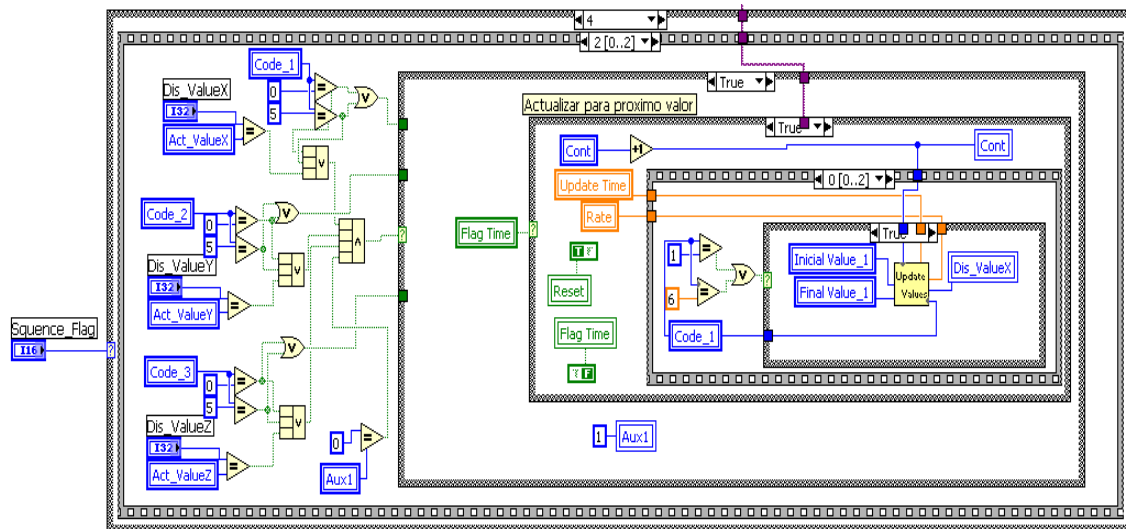 4
2 [0..2]
Code_1
0
5
Dis_ValueX
I32
Act_ValueX
True
Actualizar para proximo valor
True
Cont
+1
Cont
Update Time
0 [0..2]
Rate
Flag Time
Code_2
0
5
Dis_ValueY
I32
Act_ValueY
T
Reset
1
6
True
Inicial Value_1
Final Value_1
Update
Values
Dis_ValueX
Flag Time
F
Code_1
Squence_Flag
I16
Code_3
0
5
Dis_ValueZ
I32
Act_ValueZ
0
Aux1
1
Aux1